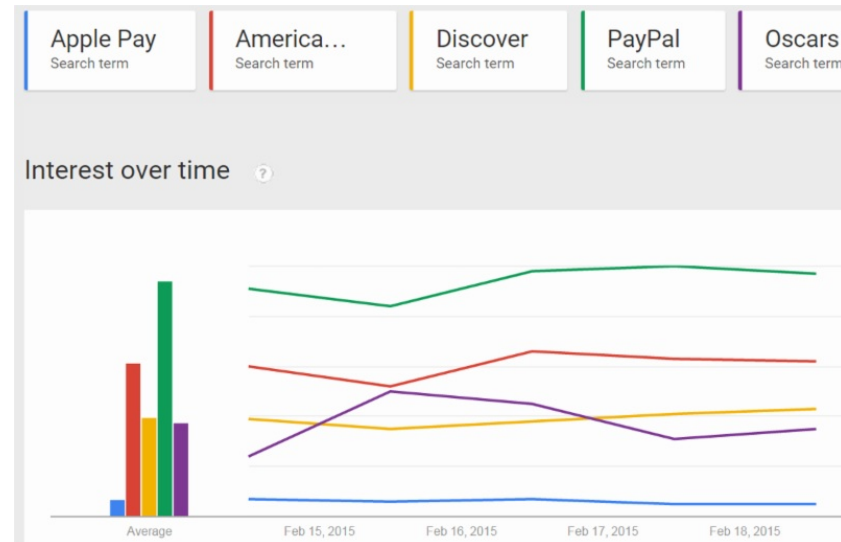 Apple Pay America... Discover PayPal Oscars
Search term Search term Search term Search term Search term
Interest over time ?
Average Feb 15, 2015 Feb 16, 2015 Feb 17, 2015 Feb 18, 2015